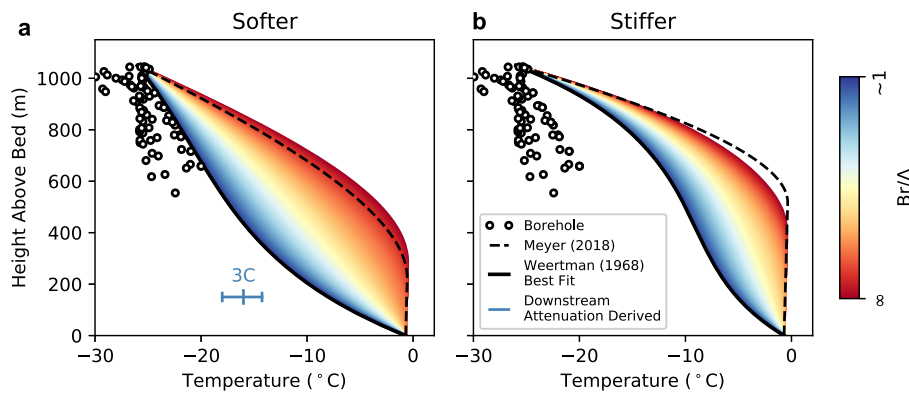 a
Softer
b
Stiffer
Height Above Bed (m)
1000
800
600
400
200
0
3C
−30
−20
−10
0
Temperature (°C)
Borehole
Meyer (2018)
Weertman (1968)
Best Fit
Downstream
Attenuation Derived
−30
−20
−10
0
Temperature (°C)
~1
Br/Λ
8